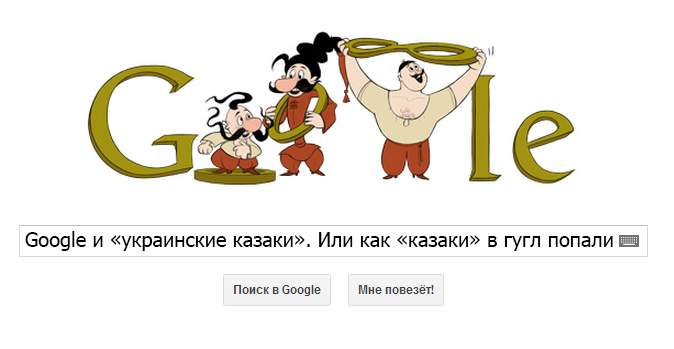 Google
Google и «украинские казаки». Или как «казаки» в гугл попали
Поиск в Google
Мне повезёт!